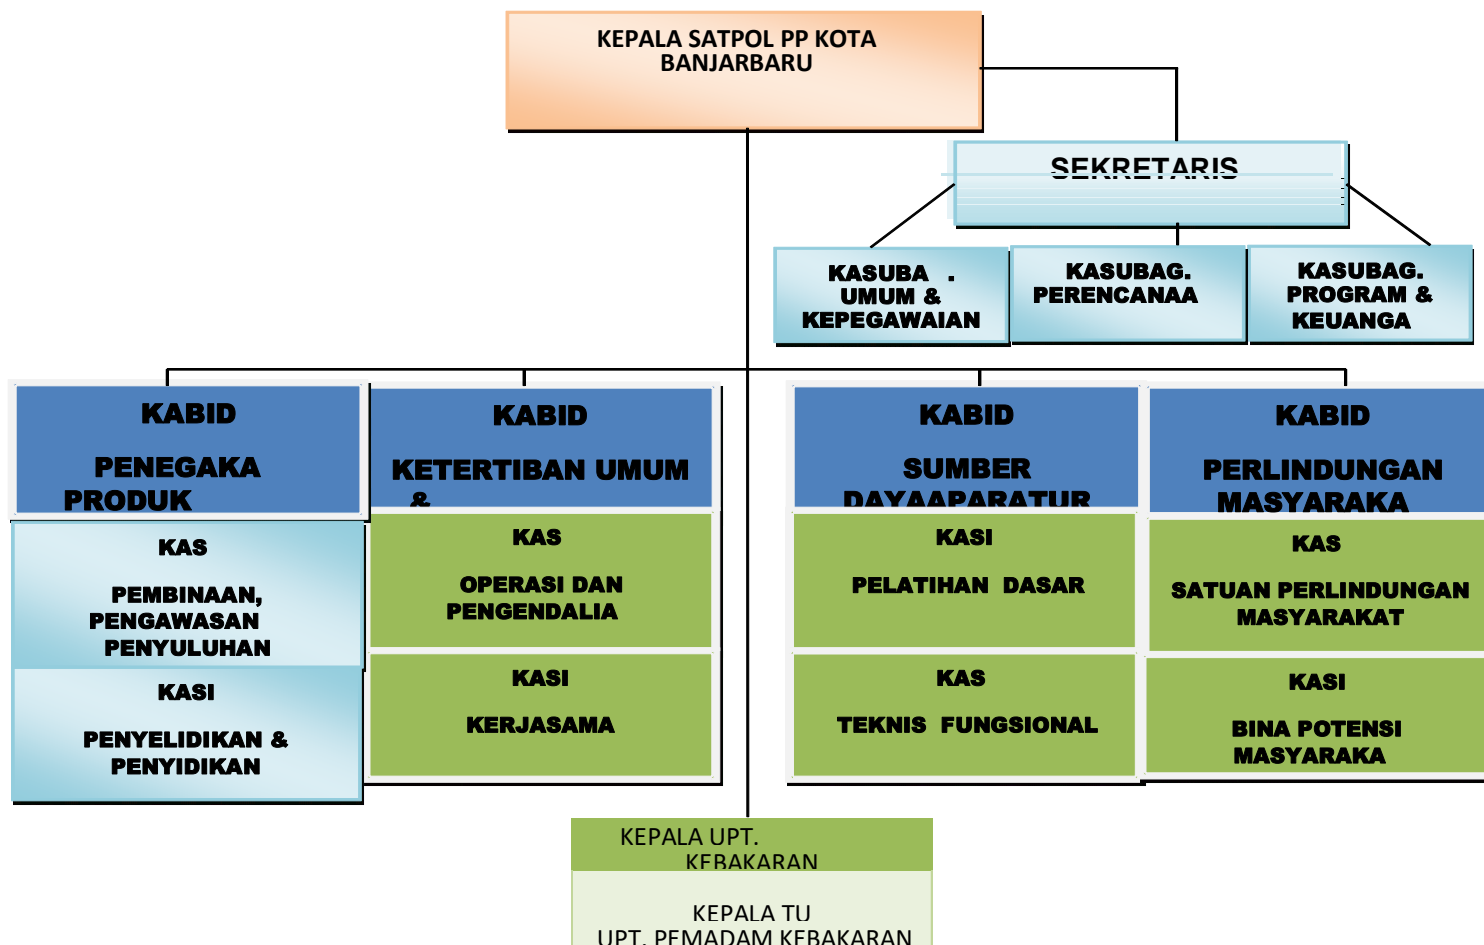 KEPALA SATPOL PP KOTA
BANJARBARU
SEKRETARIS
KASUBA .
UMUM &
KEPEGAWAIAN
KASUBAG.
PERENCANAA
KASUBAG.
PROGRAM &
KEUANGA
KABID
PENEGAKA
PRODUK
KABID
KETERTIBAN UMUM
&
KABID
SUMBER
DAYAAPARATUR
KABID
PERLINDUNGAN
MASYARAKA
KAS
PEMBINAAN,
PENGAWASAN
PENYULUHAN
KAS
OPERASI DAN
PENGENDALIA
KASI
PELATIHAN DASAR
KAS
SATUAN PERLINDUNGAN
MASYARAKAT
KASI
PENYELIDIKAN &
PENYIDIKAN
KASI
KERJASAMA
KAS
TEKNIS FUNGSIONAL
KASI
BINA POTENSI
MASYARAKA
KEPALA UPT.
KEBAKARAN
KEPALA TU
UPT. PEMADAM KEBAKARAN